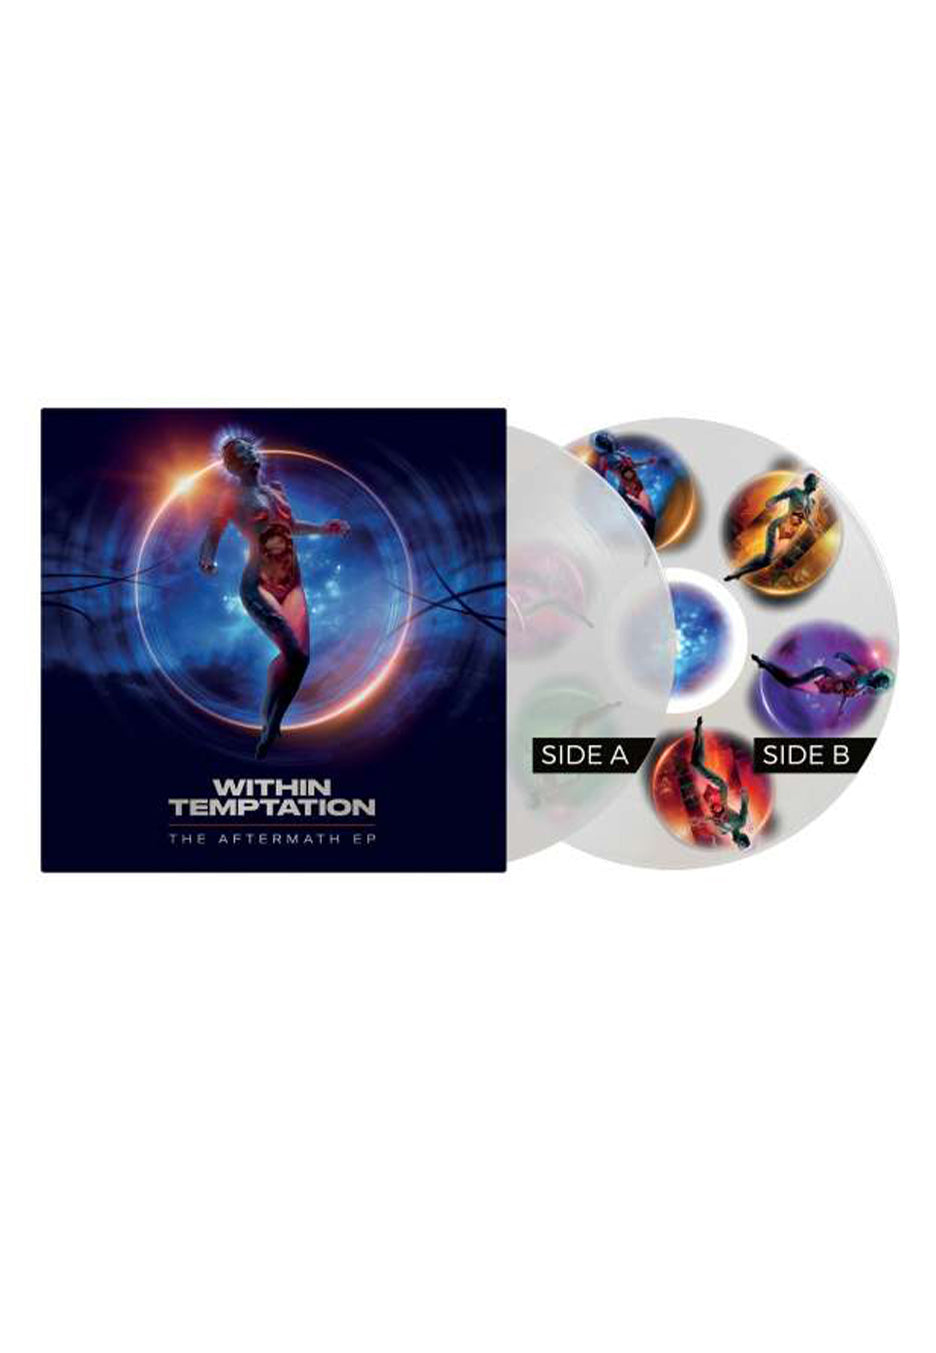 WITHIN
TEMPTATION
THE AFTERMATH EP
SIDE A
SIDE B